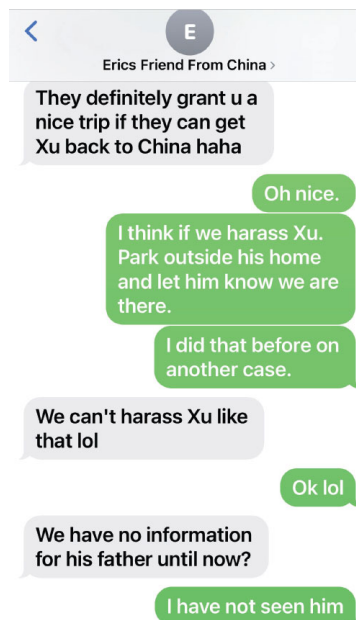 E
Erics Friend From China >
They definitely grant u a
nice trip if they can get
Xu back to China haha
Oh nice.
I think if we harass Xu.
Park outside his home
and let him know we are
there.
I did that before on
another case.
We can't harass Xu like
that lol
Ok lol
We have no information
for his father until now?
I have not seen him